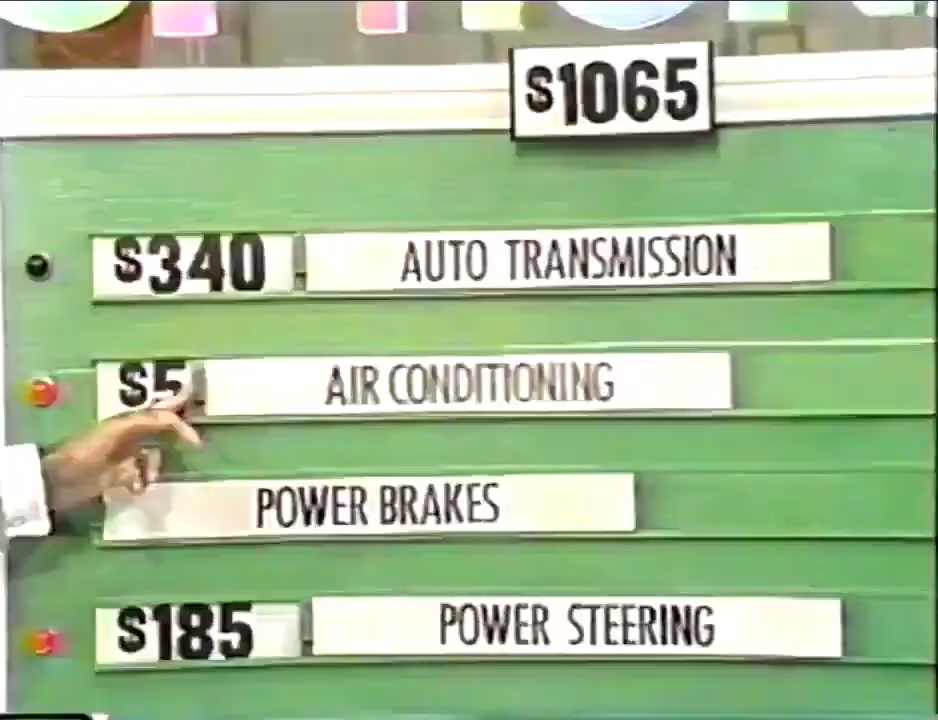 $1065
$340 AUTO TRANSMISSION
$5 AIR CONDITIONING
POWER BRAKES
$185 POWER STEERING